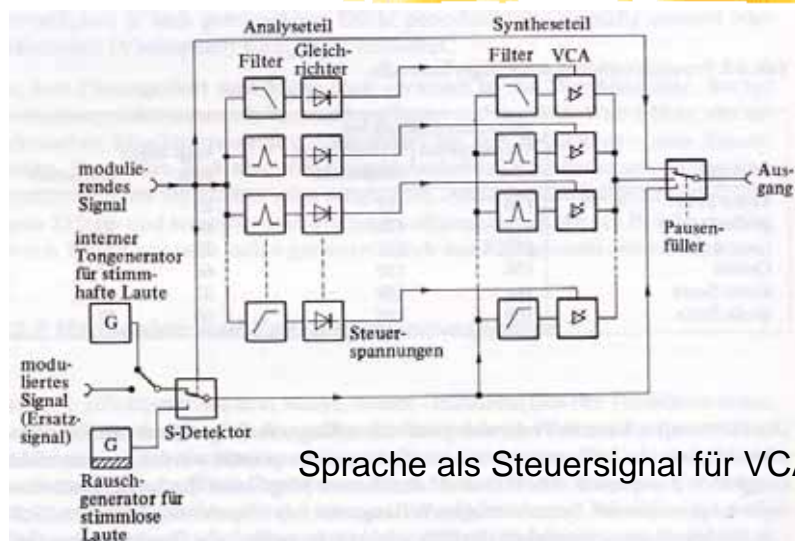 Analyseteil
Syntheseteil
Filter
Gleich-
richter
Filter
VCA
modulie-
rendes
Signal
Aus-
gang
Pausen-
füller
interner
Tongenerator
für stimm-
hafte Laute
G
Steuer-
spannungen
modu-
liertes
Signal
(Ersatz-
signal)
S-Detektor
G
Rausch-
generator für
stimmlose
Laute
Sprache als Steuersignal für VCA